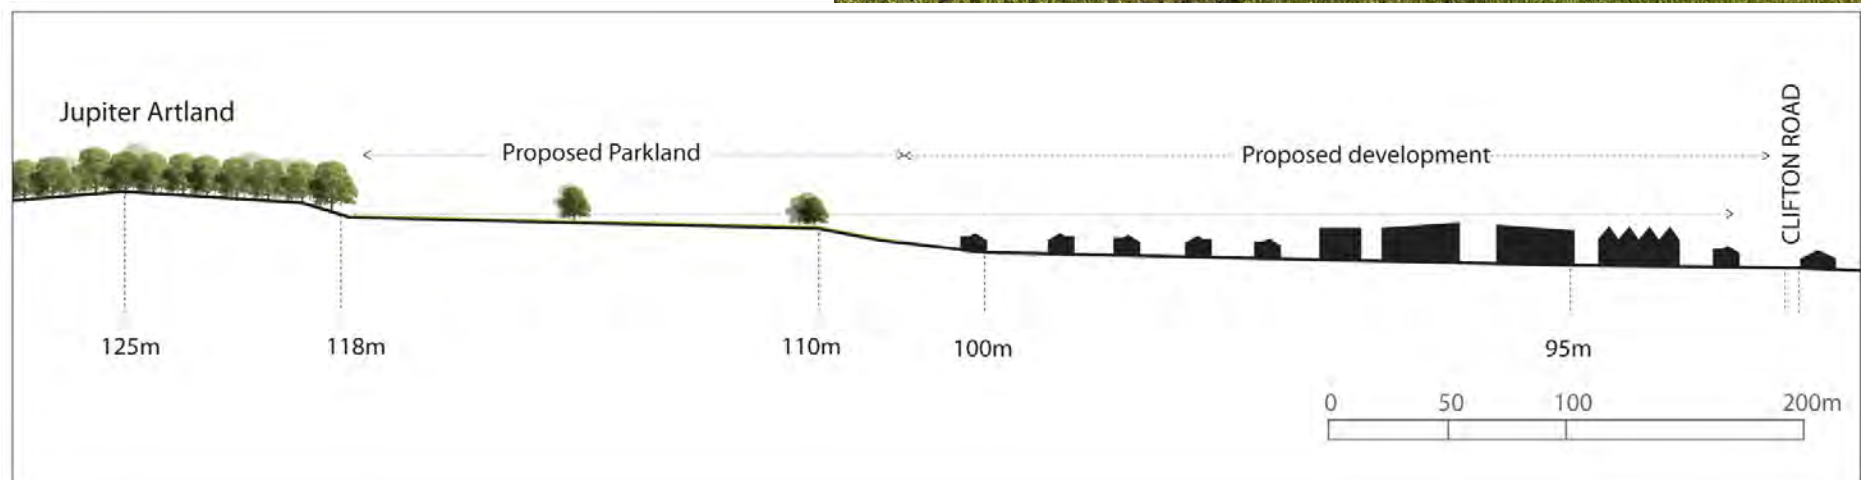 Jupiter Artland
Proposed Parkland
Proposed development
CLIFTON ROAD
125m
118m
110m
100m
95m
0
50
100
200m